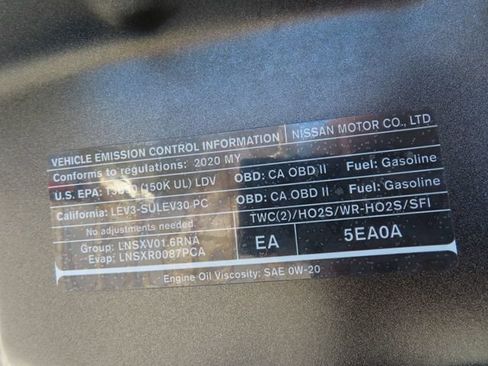 VEHICLE EMISSION CONTROL INFORMATION NISSAN MOTOR CO., LTD
Conforms to regulations: 2020 MY
U.S. EPA: (150K UL) LDV OBD: CA OBD II Fuel: Gasoline
California: LEV3-SULEV30 PC OBD: CA OBD II Fuel: Gasoline
No adjustments needed. TWC(2)/HO2S/WR-HO2S/SFI
Group: LNSXV01.6RNA EA 5EA0A
Evap: LNSXR0087PCA
Engine Oil Viscosity: SAE 0W-20